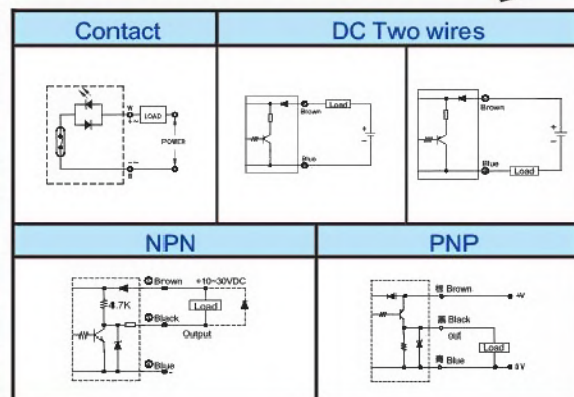 Contact
DC Two wires
W
LOAD
+ ~
POWER
Brown
Load
+
-
Blue
Brown
+
-
Blue
Load
NPN
PNP
Brown
+10~30VDC
4.7K
Load
Black
Output
Blue
-
Brown
+V
黑 Black
out
Load
Blue
0V